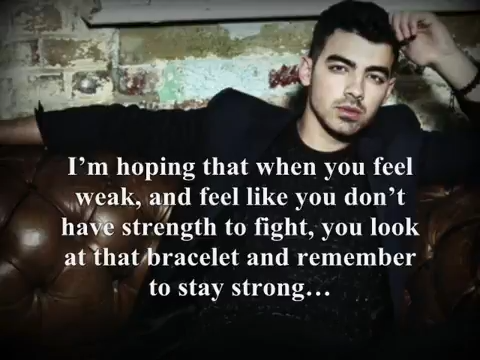 I'm hoping that when you feel
weak, and feel like you don't
have strength to fight, you look
at that bracelet and remember
to stay strong…